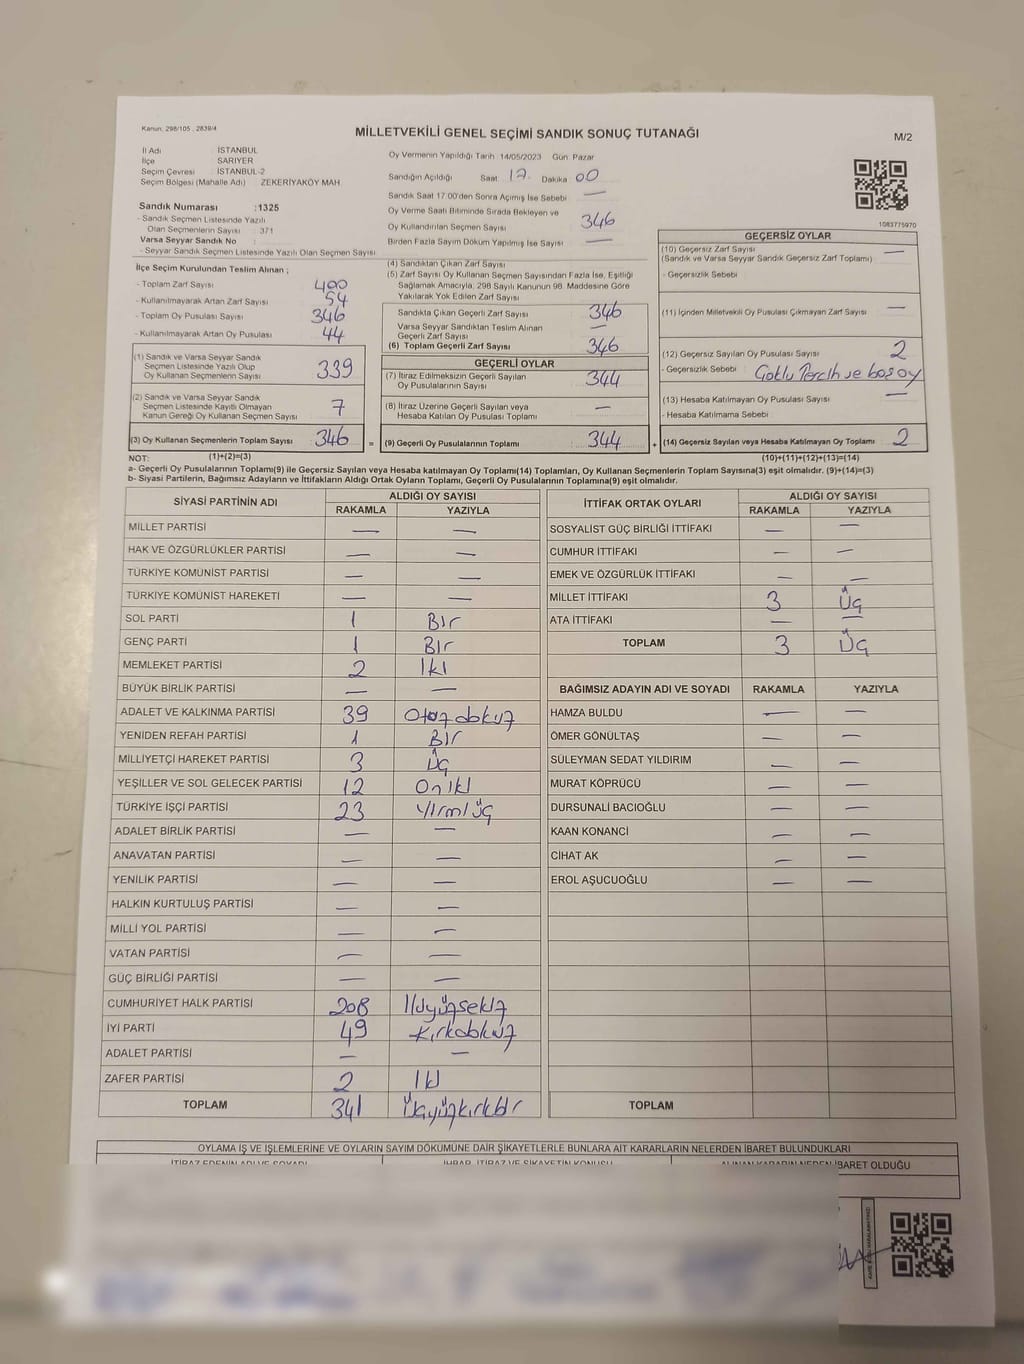 Kanun, 298/105 , 2839/4
MİLLETVEKİLİ GENEL SEÇİMİ SANDIK SONUÇ TUTANAĞI
M/2
İl Adı : İSTANBUL
İlçe : SARIYER
Seçim Çevresi : İSTANBUL-2
Seçim Bölgesi (Mahalle Adı) : ZEKERİYAKÖY MAH.
Sandık Numarası : 1325
- Sandık Seçmen Listesinde Yazılı
Olan Seçmenlerin Sayısı : 371
Varsa Seyyar Sandık No :
- Seyyar Sandık Seçmen Listesinde Yazılı Olan Seçmen Sayısı
İlçe Seçim Kurulundan Teslim Alınan ;
- Toplam Zarf Sayısı 400
- Kullanılmayarak Artan Zarf Sayısı 54
- Toplam Oy Pusulası Sayısı 346
- Kullanılmayarak Artan Oy Pusulası 44
(1) Sandık ve Varsa Seyyar Sandık
Seçmen Listesinde Yazılı Olup
Oy Kullanan Seçmenlerin Sayısı 339
(2) Sandık ve Varsa Seyyar Sandık
Seçmen Listesinde Kayıtlı Olmayan
Kanun Gereği Oy Kullanan Seçmen Sayısı 7
(3) Oy Kullanan Seçmenlerin Toplam Sayısı 346 =
(1)+(2)=(3)
Oy Vermenin Yapıldığı Tarih 14/05/2023 Gün: Pazar
Sandığın Açıldığı Saat 17 Dakika 00
Sandık Saat 17:00'den Sonra Açılmış İse Sebebi —
Oy Verme Saati Bitiminde Sırada Bekleyen ve
Oy Kullandırılan Seçmen Sayısı 346
Birden Fazla Sayım Döküm Yapılmış İse Sayısı —
(4) Sandıktan Çıkan Zarf Sayısı
(5) Zarf Sayısı Oy Kullanan Seçmen Sayısından Fazla İse, Eşitliği
Sağlamak Amacıyla, 298 Sayılı Kanunun 98. Maddesine Göre
Yakılarak Yok Edilen Zarf Sayısı
Sandıkta Çıkan Geçerli Zarf Sayısı 346
Varsa Seyyar Sandıktan Teslim Alınan
Geçerli Zarf Sayısı —
(6) Toplam Geçerli Zarf Sayısı 346
GEÇERLİ OYLAR
(7) İtiraz Edilmeksizin Geçerli Sayılan
Oy Pusulalarının Sayısı 344
(8) İtiraz Üzerine Geçerli Sayılan veya
Hesaba Katılan Oy Pusulaları Toplamı —
(9) Geçerli Oy Pusulalarının Toplamı 344 +
1083775970
GEÇERSİZ OYLAR
(10) Geçersiz Zarf Sayısı —
(Sandık ve Varsa Seyyar Sandık Geçersiz Zarf Toplamı)
- Geçersizlik Sebebi
(11) İçinden Milletvekili Oy Pusulası Çıkmayan Zarf Sayısı —
(12) Geçersiz Sayılan Oy Pusulası Sayısı 2
- Geçersizlik Sebebi Çoklu Tercih ve boş oy
(13) Hesaba Katılmayan Oy Pusulası Sayısı —
- Hesaba Katılmama Sebebi
(14) Geçersiz Sayılan veya Hesaba Katılmayan Oy Toplamı 2
(10)+(11)+(12)+(13)=(14)
NOT:
a- Geçerli Oy Pusulalarının Toplamı(9) ile Geçersiz Sayılan veya Hesaba katılmayan Oy Toplamı(14) Toplamları, Oy Kullanan Seçmenlerin Toplam Sayısına(3) eşit olmalıdır. (9)+(14)=(3)
b- Siyasi Partilerin, Bağımsız Adayların ve İttifakların Aldığı Ortak Oyların Toplamı, Geçerli Oy Pusulalarının Toplamına(9) eşit olmalıdır.
SİYASİ PARTİNİN ADI ALDIĞI OY SAYISI
RAKAMLA YAZIYLA
MİLLET PARTİSİ — —
HAK VE ÖZGÜRLÜKLER PARTİSİ — —
TÜRKİYE KOMÜNİST PARTİSİ — —
TÜRKİYE KOMÜNİST HAREKETİ — —
SOL PARTİ 1 Bir
GENÇ PARTİ 1 Bir
MEMLEKET PARTİSİ 2 İki
BÜYÜK BİRLİK PARTİSİ — —
ADALET VE KALKINMA PARTİSİ 39 Otuzdokuz
YENİDEN REFAH PARTİSİ 1 Bir
MİLLİYETÇİ HAREKET PARTİSİ 3 Üç
YEŞİLLER VE SOL GELECEK PARTİSİ 12 Oniki
TÜRKİYE İŞÇİ PARTİSİ 23 Yirmiüç
ADALET BİRLİK PARTİSİ — —
ANAVATAN PARTİSİ — —
YENİLİK PARTİSİ — —
HALKIN KURTULUŞ PARTİSİ — —
MİLLİ YOL PARTİSİ — —
VATAN PARTİSİ — —
GÜÇ BİRLİĞİ PARTİSİ — —
CUMHURİYET HALK PARTİSİ 208 İkiyüzsekiz
İYİ PARTİ 49 Kırkdokuz
ADALET PARTİSİ — —
ZAFER PARTİSİ 2 İki
TOPLAM 341 Üçyüzkırkbir
İTTİFAK ORTAK OYLARI ALDIĞI OY SAYISI
RAKAMLA YAZIYLA
SOSYALİST GÜÇ BİRLİĞİ İTTİFAKI — —
CUMHUR İTTİFAKI — —
EMEK VE ÖZGÜRLÜK İTTİFAKI — —
MİLLET İTTİFAKI 3 Üç
ATA İTTİFAKI — —
TOPLAM 3 Üç
BAĞIMSIZ ADAYIN ADI VE SOYADI RAKAMLA YAZIYLA
HAMZA BULDU — —
ÖMER GÖNÜLTAŞ — —
SÜLEYMAN SEDAT YILDIRIM — —
MURAT KÖPRÜCÜ — —
DURSUNALİ BACIOĞLU — —
KAAN KONANCİ — —
CİHAT AK — —
EROL AŞUCUOĞLU — —
TOPLAM
OYLAMA İŞ VE İŞLEMLERİNE VE OYLARIN SAYIM DÖKÜMÜNE DAİR ŞİKAYETLERLE BUNLARA AİT KARARLARIN NELERDEN İBARET BULUNDUKLARI
İTİRAZ EDENİN ADI VE SOYADI İHBAR, İTİRAZ VE ŞİKAYETİN KONUSU ALINAN KARARIN NEDEN İBARET OLDUĞU